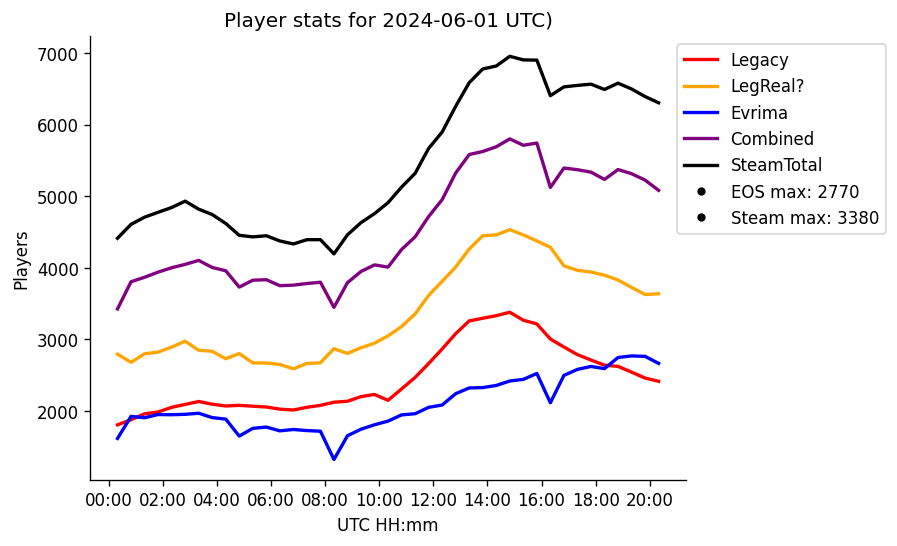 Player stats for 2024-06-01 UTC)
7000
6000
5000
4000
3000
2000
Players
00:00 02:00 04:00 06:00 08:00 10:00 12:00 14:00 16:00 18:00 20:00
UTC HH:mm
Legacy
LegReal?
Evrima
Combined
SteamTotal
EOS max: 2770
Steam max: 3380